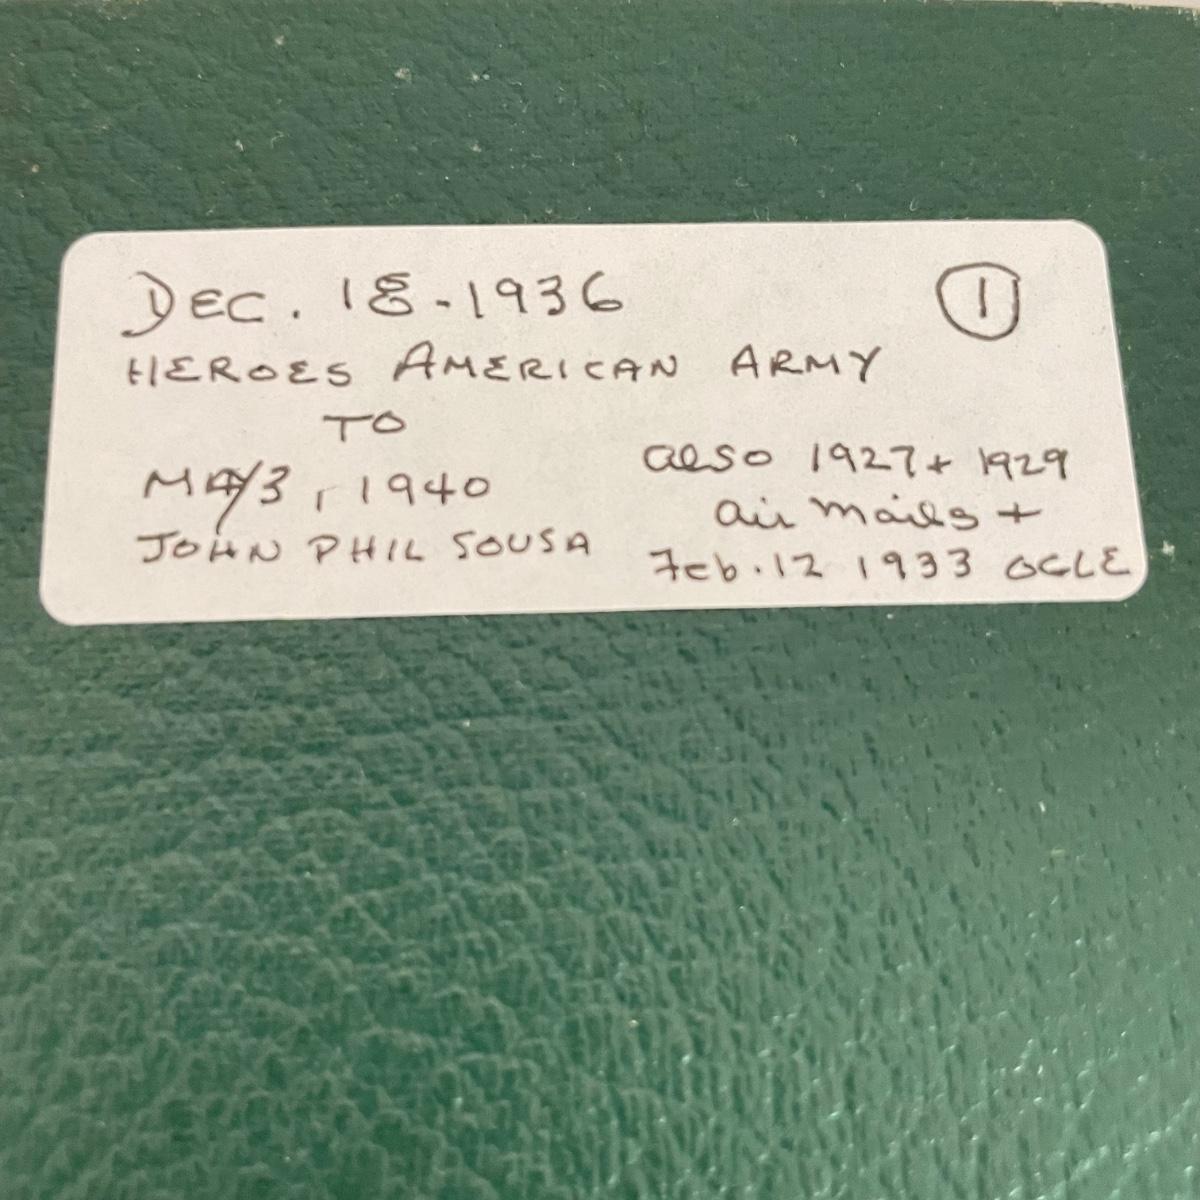 DEC. 18-1936
1
HEROES AMERICAN ARMY
TO
MAY 3, 1940
JOHN PHIL SOUSA
also 1927 + 1929
air mails +
Feb. 12 1933 OGLE